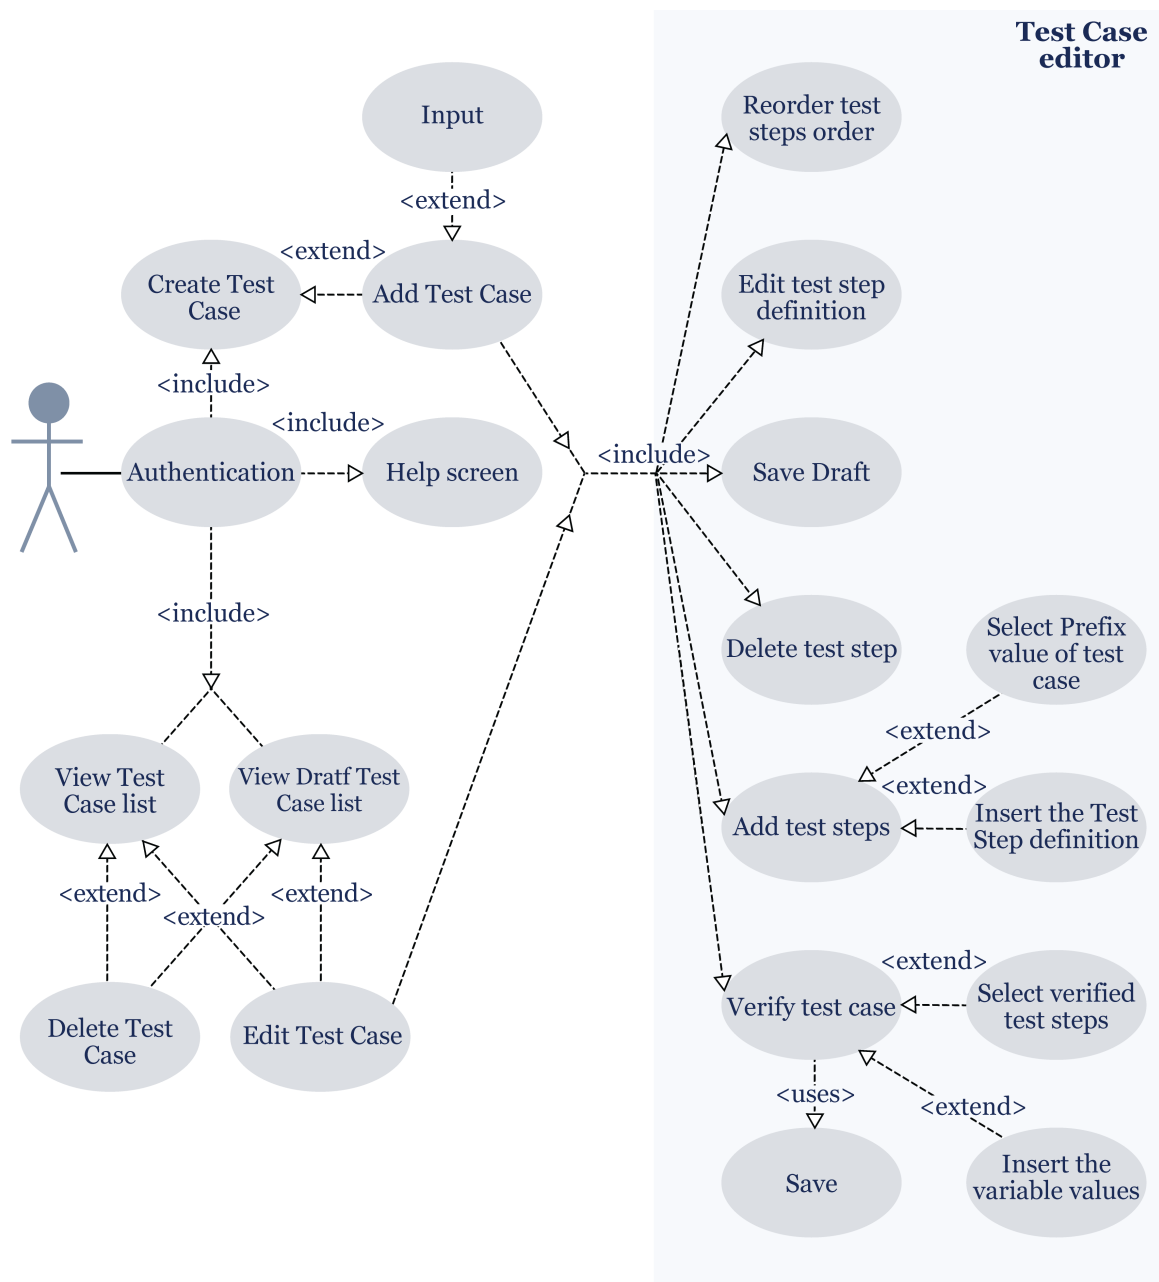 Test Case
editor
Input
Reorder test
steps order
<extend>
<extend>
Create Test
Case
Add Test Case
Edit test step
definition
<include>
<include>
Authentication
Help screen
<include>
Save Draft
<include>
Delete test step
Select Prefix
value of test
case
<extend>
View Test
Case list
View Dratf Test
Case list
<extend>
Add test steps
Insert the Test
Step definition
<extend>
<extend>
<extend>
<extend>
Verify test case
Select verified
test steps
Delete Test
Case
Edit Test Case
<uses>
<extend>
Save
Insert the
variable values